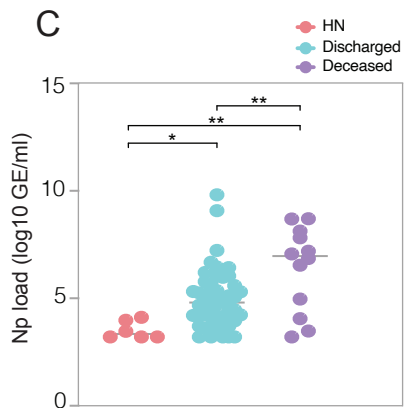 C
HN
Discharged
Deceased
Np load (log10 GE/ml)
15
**
**
*
10
5
0